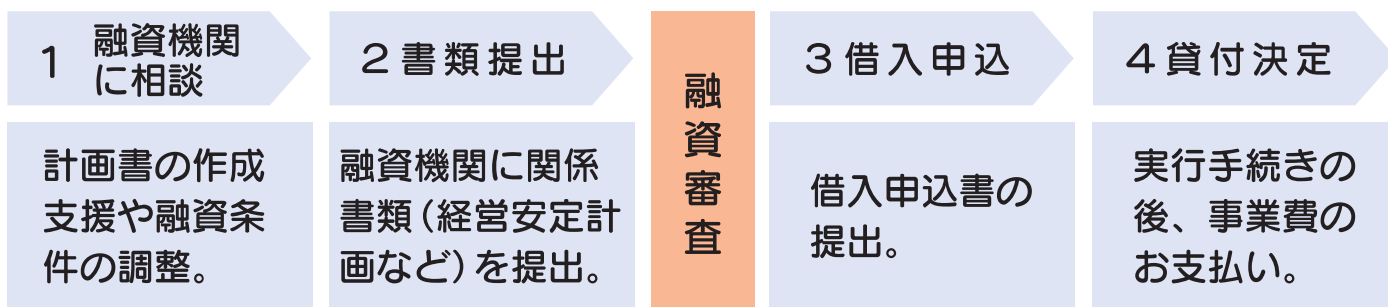 1 融資機関
に相談
計画書の作成
支援や融資条
件の調整。
2 書類提出
融資機関に関係
書類(経営安定計
画など)を提出。
融資審査
3 借入申込
借入申込書の
提出。
4 貸付決定
実行手続きの
後、事業費の
お支払い。